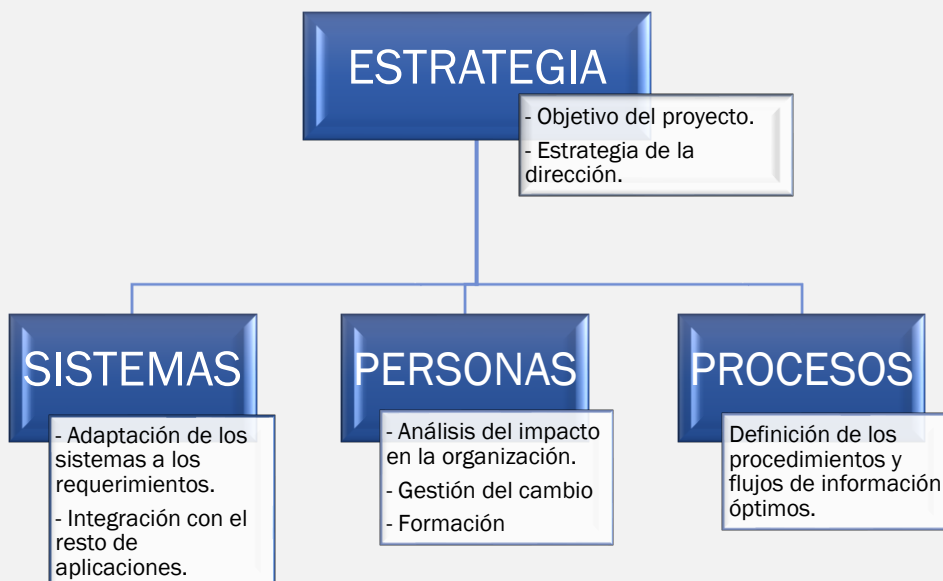 ESTRATEGIA
- Objetivo del proyecto.
- Estrategia de la
dirección.
SISTEMAS
- Adaptación de los
sistemas a los
requerimientos.
- Integración con el
resto de
aplicaciones.
PERSONAS
- Análisis del impacto
en la organización.
- Gestión del cambio
- Formación
PROCESOS
Definición de los
procedimientos y
flujos de información
óptimos.